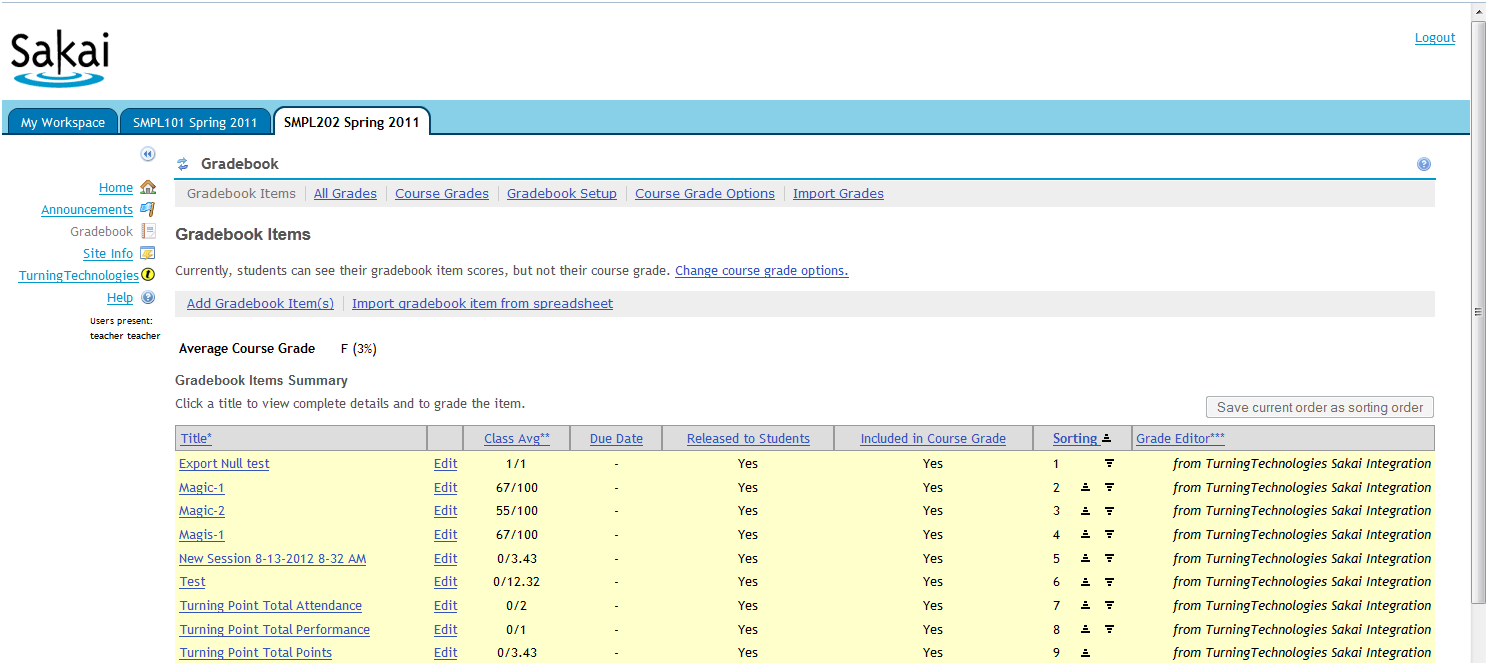 Sakai
Logout
My Workspace SMPL101 Spring 2011 SMPL202 Spring 2011
Home
Announcements
Gradebook
Site Info
TurningTechnologies
Help
Users present:
teacher teacher
Gradebook
Gradebook Items All Grades Course Grades Gradebook Setup Course Grade Options Import Grades
Gradebook Items
Currently, students can see their gradebook item scores, but not their course grade. Change course grade options.
Add Gradebook Item(s) Import gradebook item from spreadsheet
Average Course Grade F (3%)
Gradebook Items Summary
Click a title to view complete details and to grade the item.
Save current order as sorting order
Title* Class Avg** Due Date Released to Students Included in Course Grade Sorting Grade Editor***
Export Null test Edit 1/1 - Yes Yes 1 from TurningTechnologies Sakai Integration
Magic-1 Edit 67/100 - Yes Yes 2 from TurningTechnologies Sakai Integration
Magic-2 Edit 55/100 - Yes Yes 3 from TurningTechnologies Sakai Integration
Magis-1 Edit 67/100 - Yes Yes 4 from TurningTechnologies Sakai Integration
New Session 8-13-2012 8-32 AM Edit 0/3.43 - Yes Yes 5 from TurningTechnologies Sakai Integration
Test Edit 0/12.32 - Yes Yes 6 from TurningTechnologies Sakai Integration
Turning Point Total Attendance Edit 0/2 - Yes Yes 7 from TurningTechnologies Sakai Integration
Turning Point Total Performance Edit 0/1 - Yes Yes 8 from TurningTechnologies Sakai Integration
Turning Point Total Points Edit 0/3.43 - Yes Yes 9 from TurningTechnologies Sakai Integration